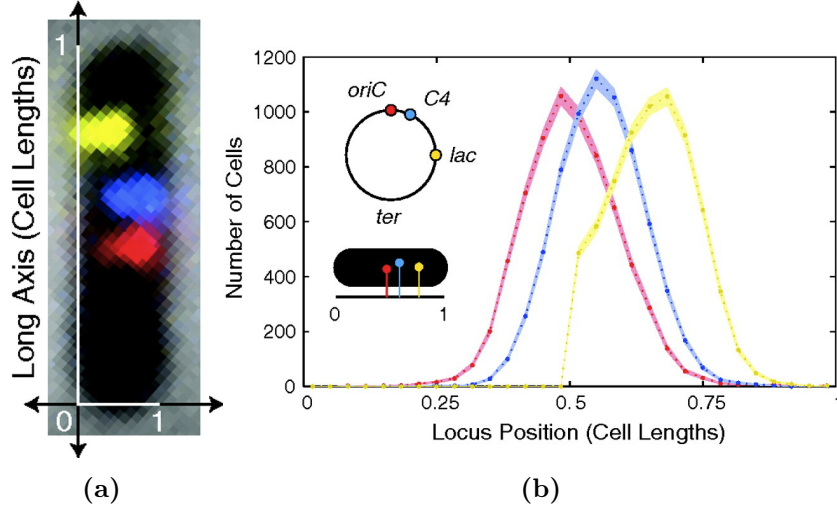 1
Long Axis (Cell Lengths)
0
1
(a)
1200
1000
800
600
400
200
0
Number of Cells
oriC
C4
lac
ter
0
1
0
0.25
0.5
0.75
1
Locus Position (Cell Lengths)
(b)